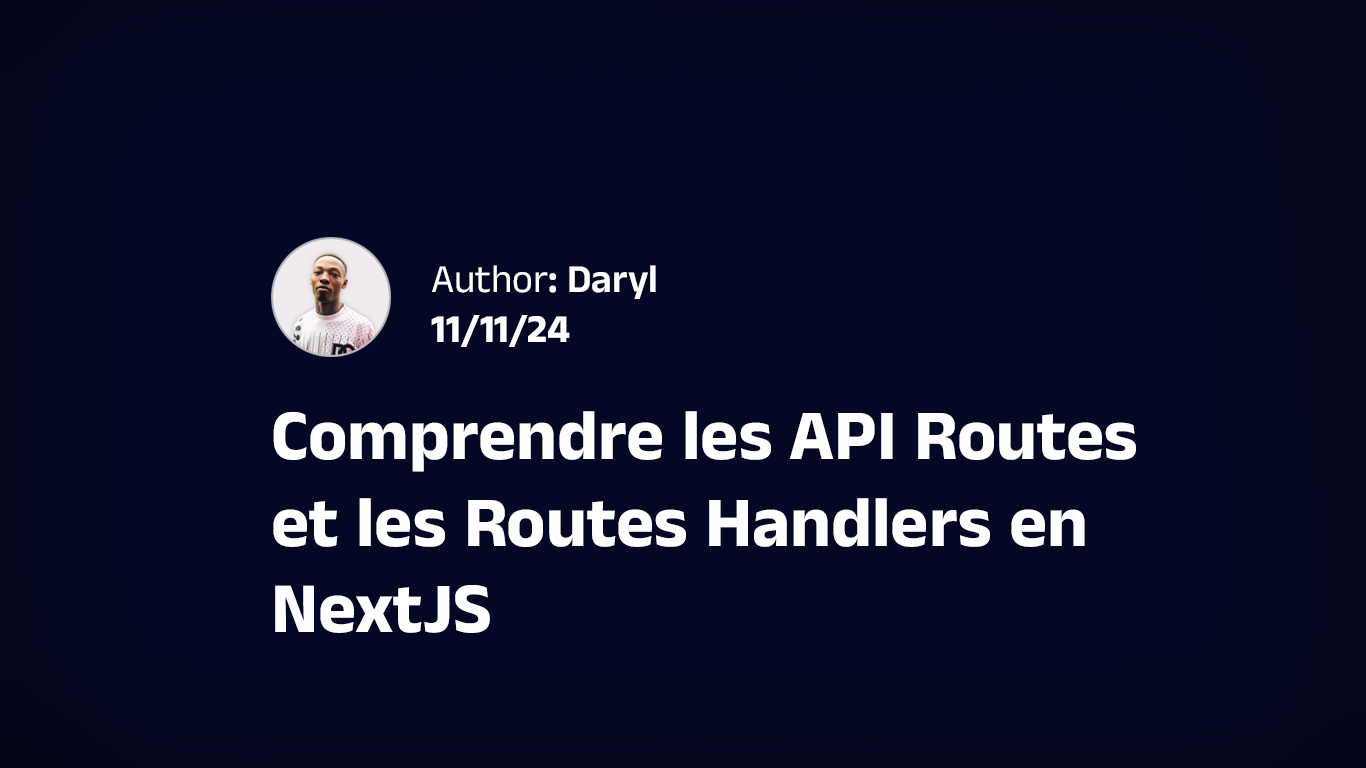 Author: Daryl
11/11/24
Comprendre les API Routes
et les Routes Handlers en
NextJS